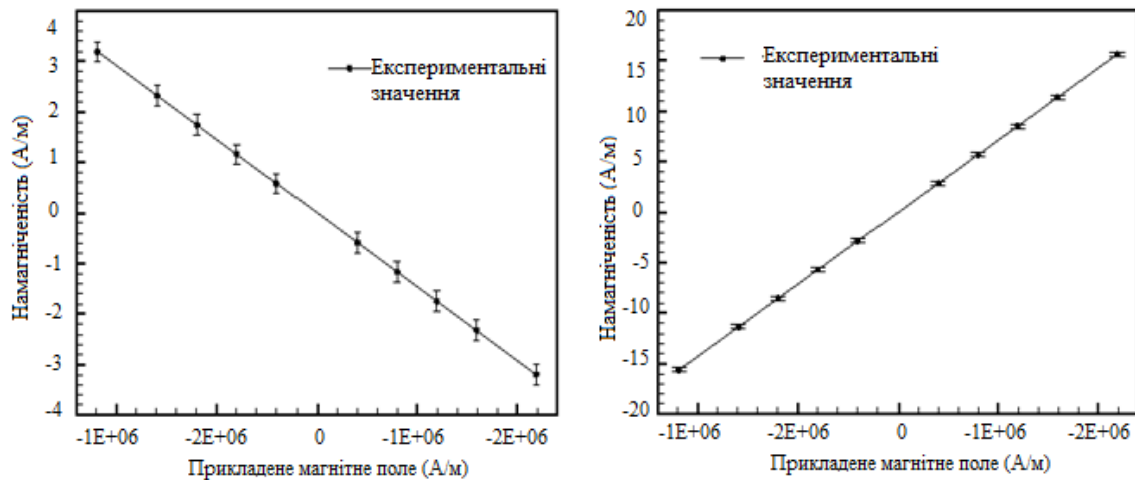 4
3
2
1
0
-1
-2
-3
-4
Намагніченість (А/м)
Експериментальні
значення
-1E+06
-2E+06
0
-1E+06
-2E+06
Прикладене магнітне поле (А/м)
20
15
10
5
0
-5
-10
-15
-20
Намагніченість (А/м)
Експериментальні
значення
-1E+06
-2E+06
0
-1E+06
-2E+06
Прикладене магнітне поле (А/м)